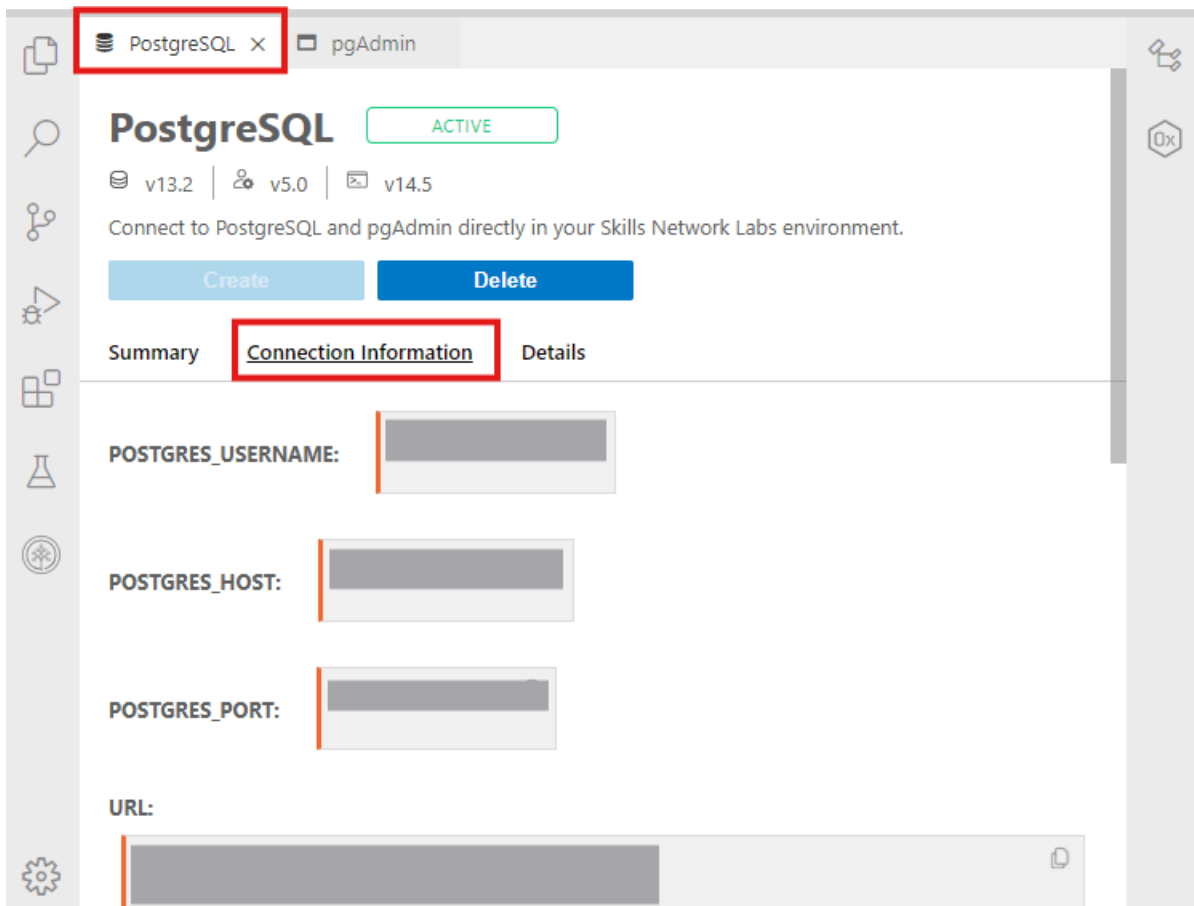 PostgreSQL
pgAdmin
PostgreSQL ACTIVE
v13.2 v5.0 v14.5
Connect to PostgreSQL and pgAdmin directly in your Skills Network Labs environment.
Create Delete
Summary Connection Information Details
POSTGRES_USERNAME:
POSTGRES_HOST:
POSTGRES_PORT:
URL:
0x